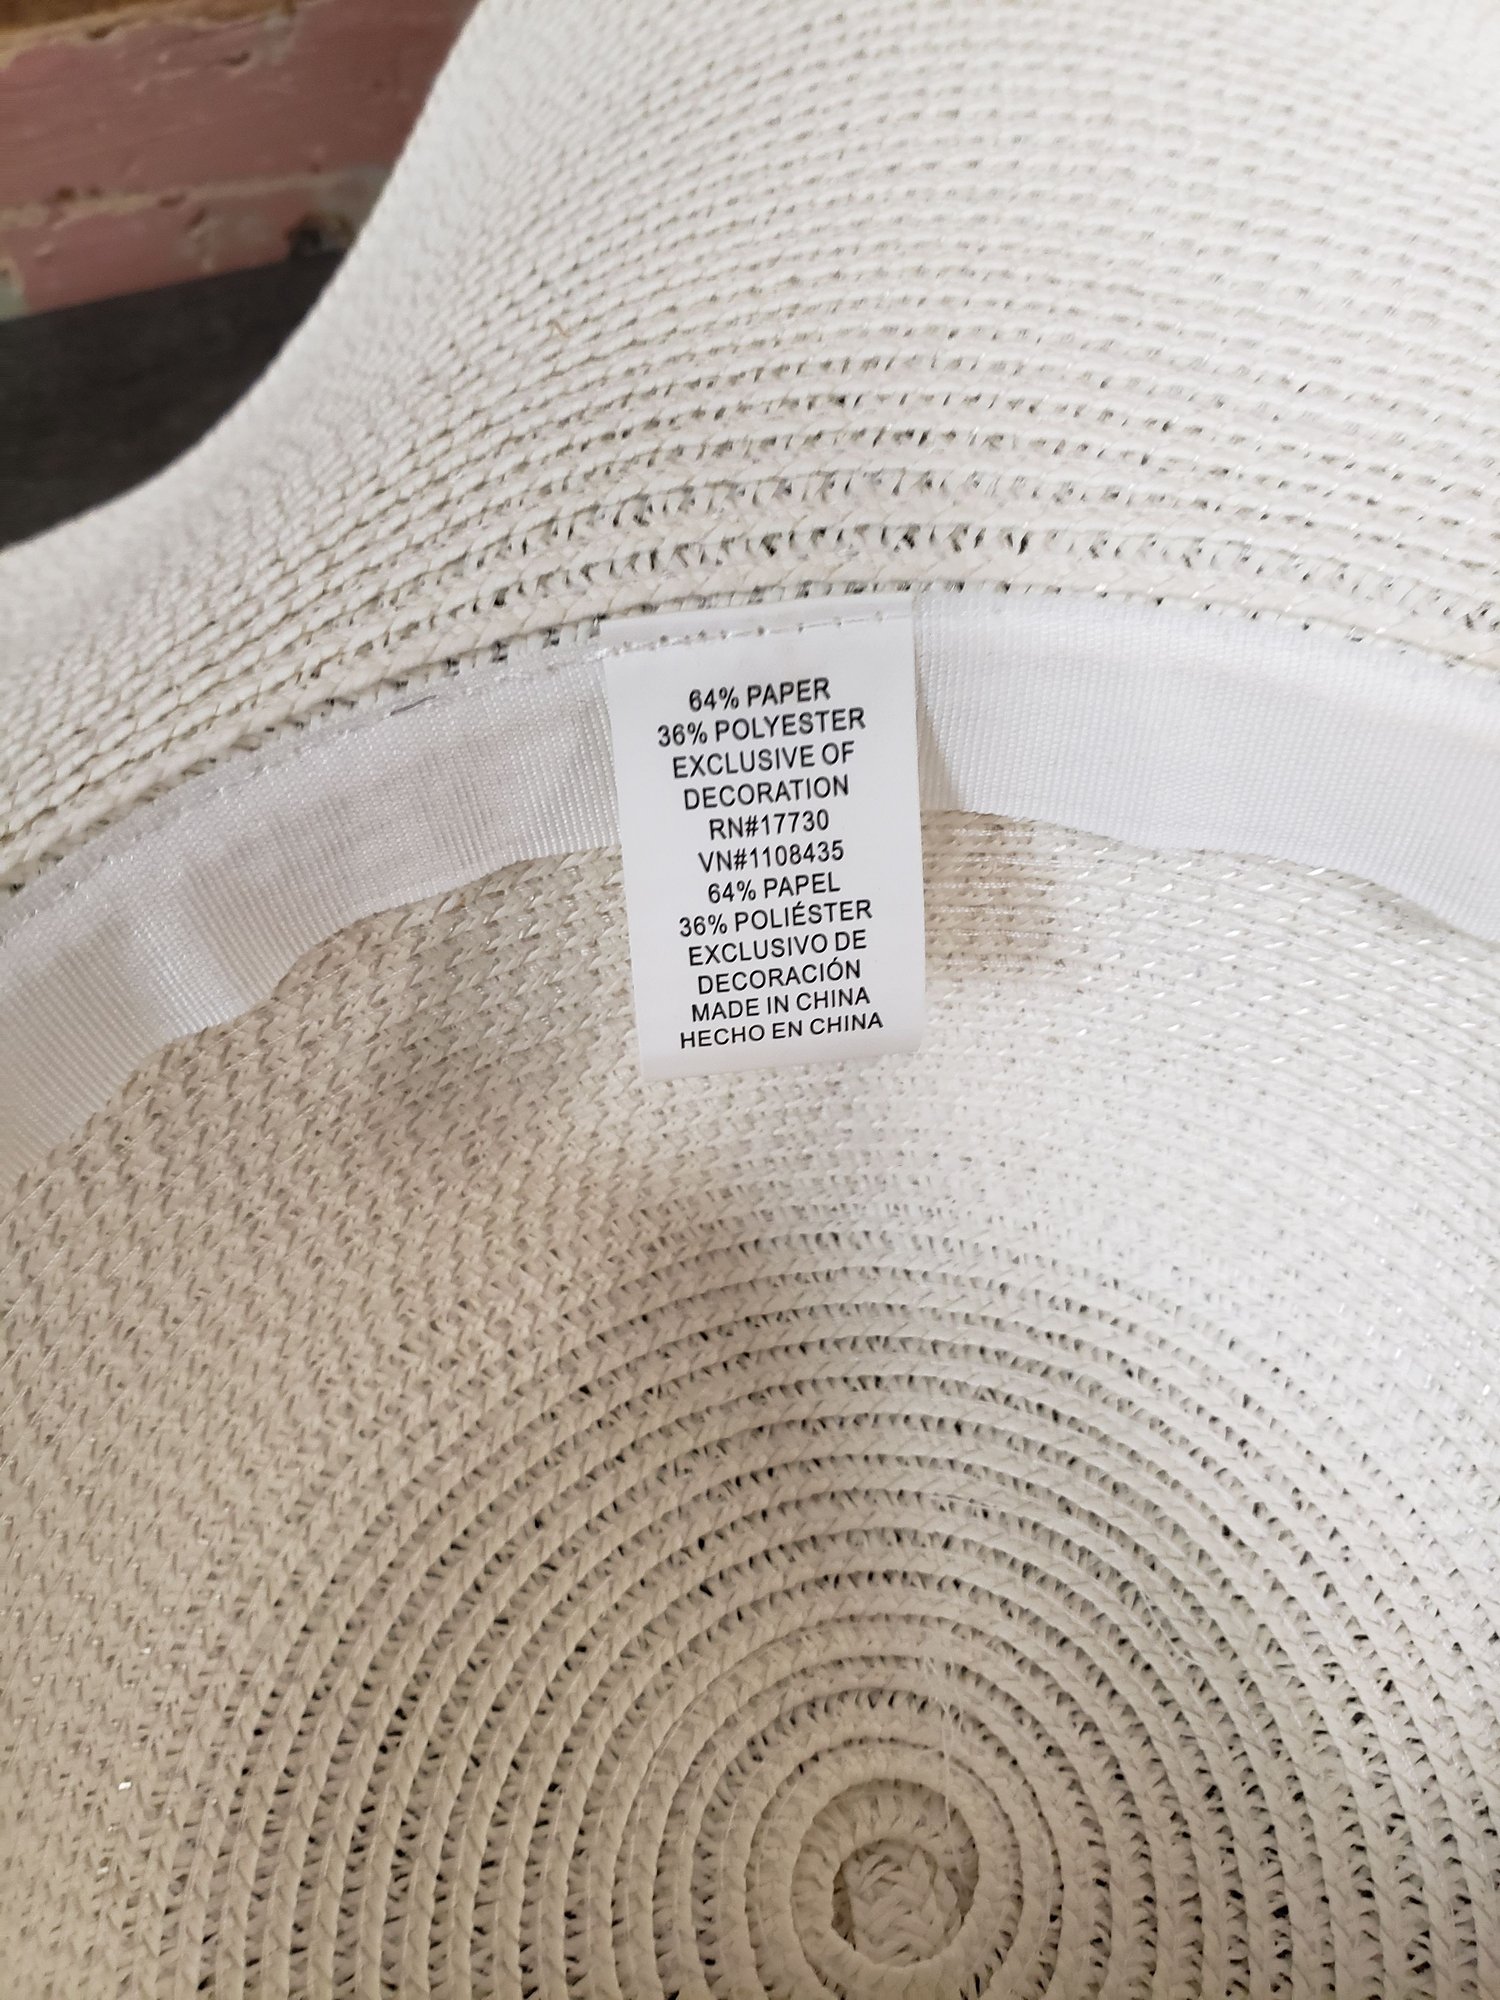 64% PAPER
36% POLYESTER
EXCLUSIVE OF
DECORATION
RN#17730
VN#1108435
64% PAPEL
36% POLIÉSTER
EXCLUSIVO DE
DECORACIÓN
MADE IN CHINA
HECHO EN CHINA